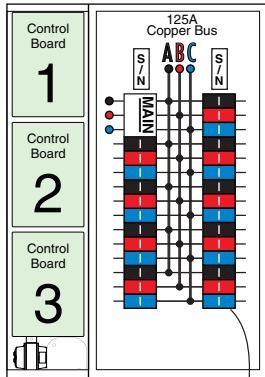 Control
Board
1
Control
Board
2
Control
Board
3
125A
Copper Bus
S/N
S/N
A B C
MAIN